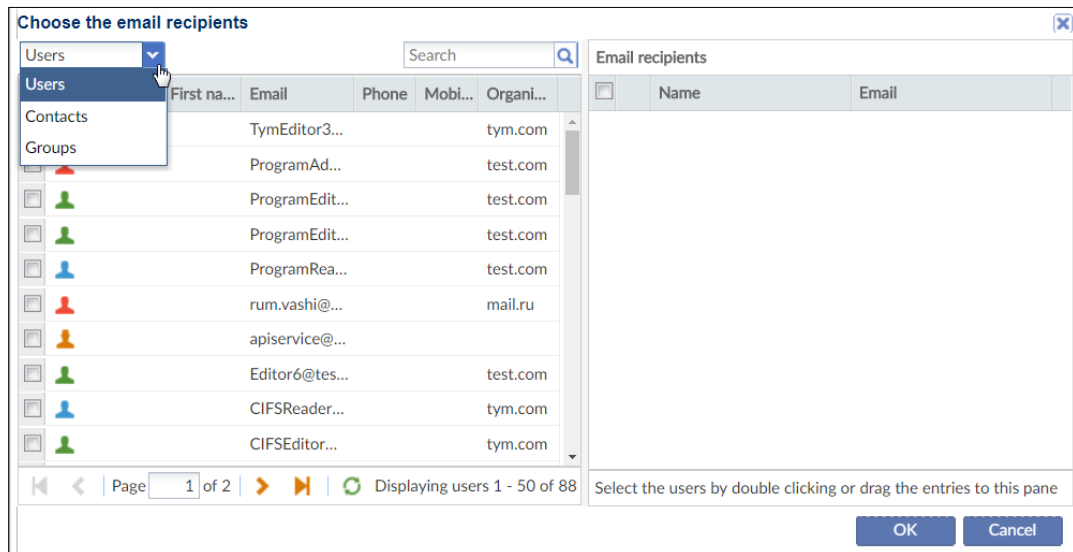 Choose the email recipients
Users
Search
Email recipients
Users
Contacts
Groups
First na... Email Phone Mobi... Organi...
Name Email
TymEditor3... tym.com
ProgramAd... test.com
ProgramEdit... test.com
ProgramEdit... test.com
ProgramRea... test.com
rum.vashi@... mail.ru
apiservice@...
Editor6@tes... test.com
CIFSReader... tym.com
CIFSEditor... tym.com
Page 1 of 2 Displaying users 1 - 50 of 88
Select the users by double clicking or drag the entries to this pane
OK Cancel